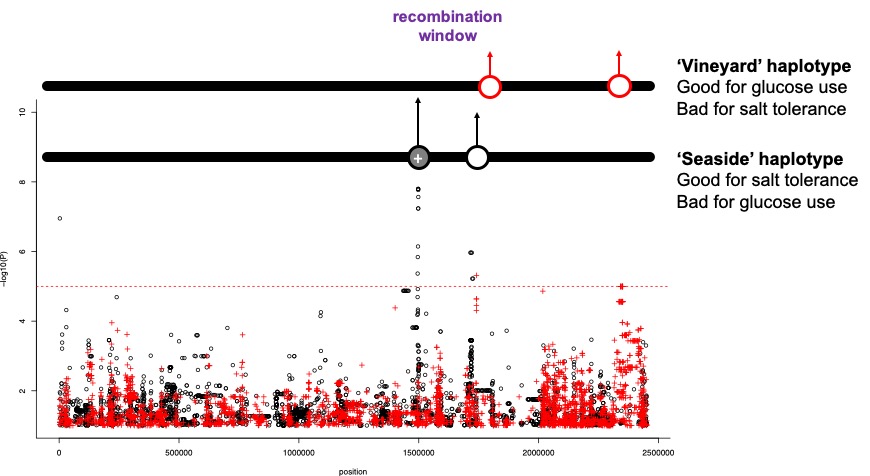 recombination
window
‘Vineyard’ haplotype
Good for glucose use
Bad for salt tolerance
‘Seaside’ haplotype
Good for salt tolerance
Bad for glucose use
+
10
8
6
4
2
−log10(P)
0
500000
1000000
1500000
2000000
2500000
position